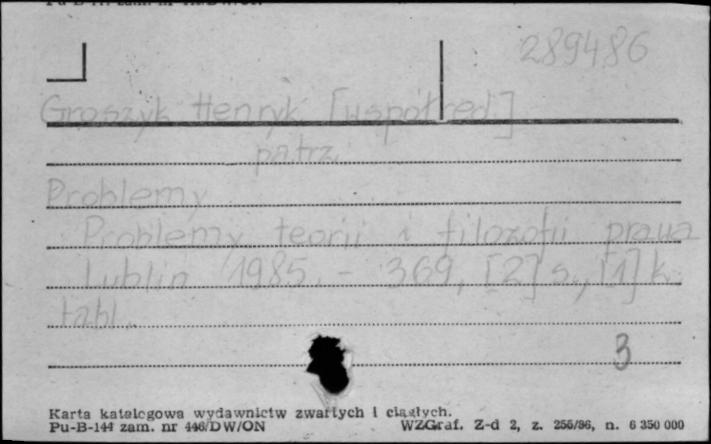 289486
Groszyk Henryk [współred.]
patrz.
Problemy
Problemy teorii i filozofii prawa
Lublin 1985. - 369, [2] s., [1] k.
tabl.
3
Karta katalogowa wydawnictw zwartych i ciągłych.
Pu-B-144 zam. nr 446/DW/ON WZGraf. Z-d 2, z. 256/86, n. 6 350 000